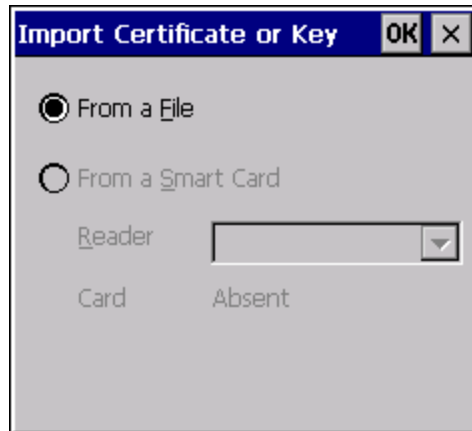 Import Certificate or Key OK ×
From a File
From a Smart Card
Reader
Card Absent